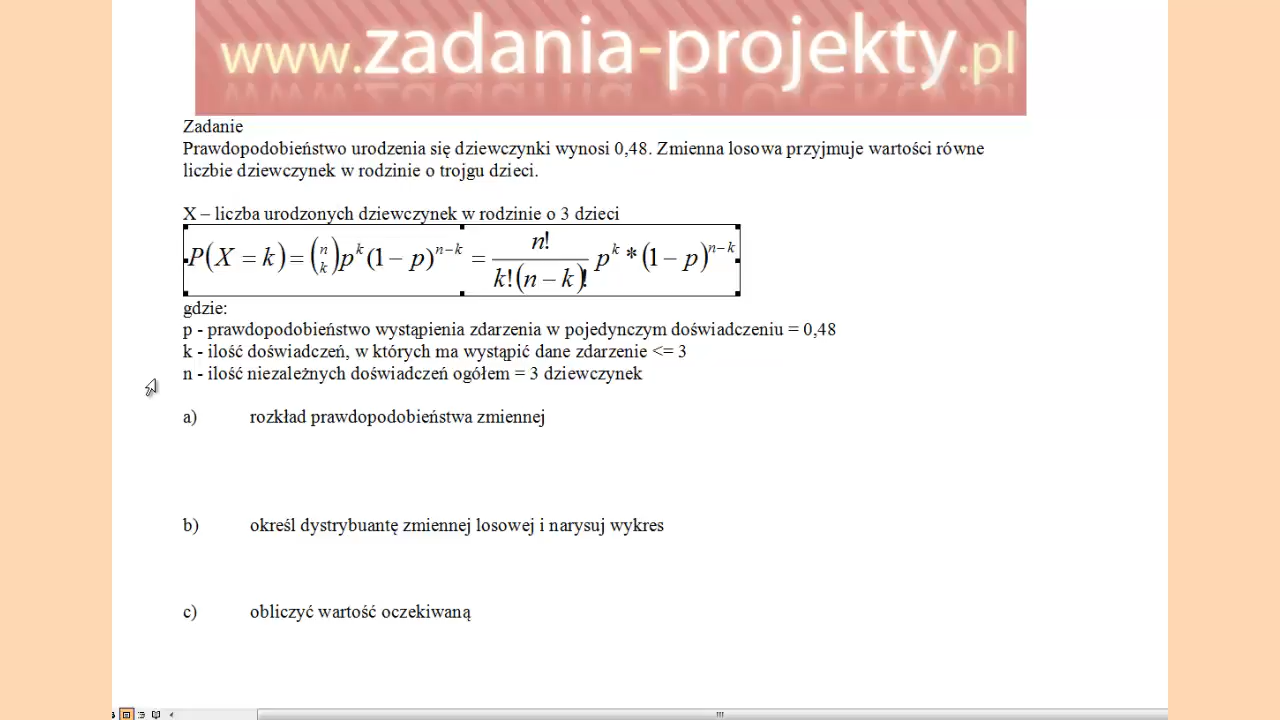 www.zadania-projekty.pl
Zadanie
Prawdopodobieństwo urodzenia się dziewczynki wynosi 0,48. Zmienna losowa przyjmuje wartości równe
liczbie dziewczynek w rodzinie o trojgu dzieci.
X – liczba urodzonych dziewczynek w rodzinie o 3 dzieci
P(X = k) = (n k) p^k (1 − p)^{n−k} = n! / k!(n − k)! p^k * (1 − p)^{n−k}
gdzie:
p - prawdopodobieństwo wystąpienia zdarzenia w pojedynczym doświadczeniu = 0,48
k - ilość doświadczeń, w których ma wystąpić dane zdarzenie <= 3
n - ilość niezależnych doświadczeń ogółem = 3 dziewczynek
a) rozkład prawdopodobieństwa zmiennej
b) określ dystrybuantę zmiennej losowej i narysuj wykres
c) obliczyć wartość oczekiwaną